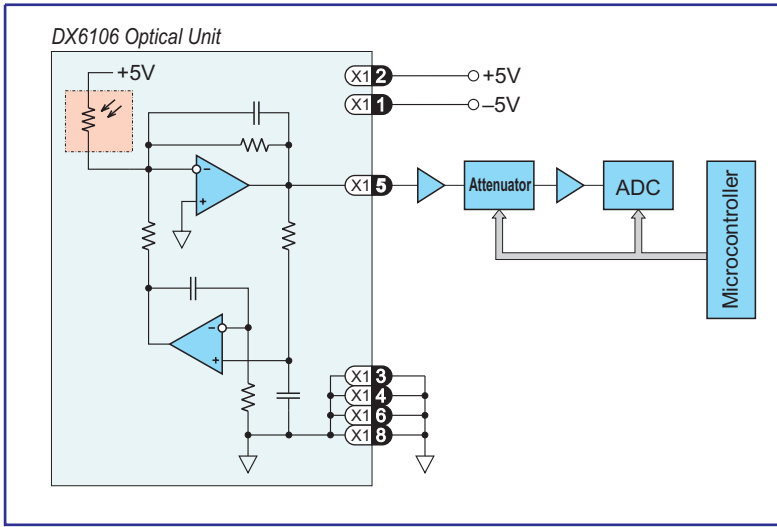 DX6106 Optical Unit
+5V
X1 2 +5V
X1 1 –5V
–
+
X1 5
Attenuator
ADC
Microcontroller
–
+
X1 3
X1 4
X1 6
X1 8